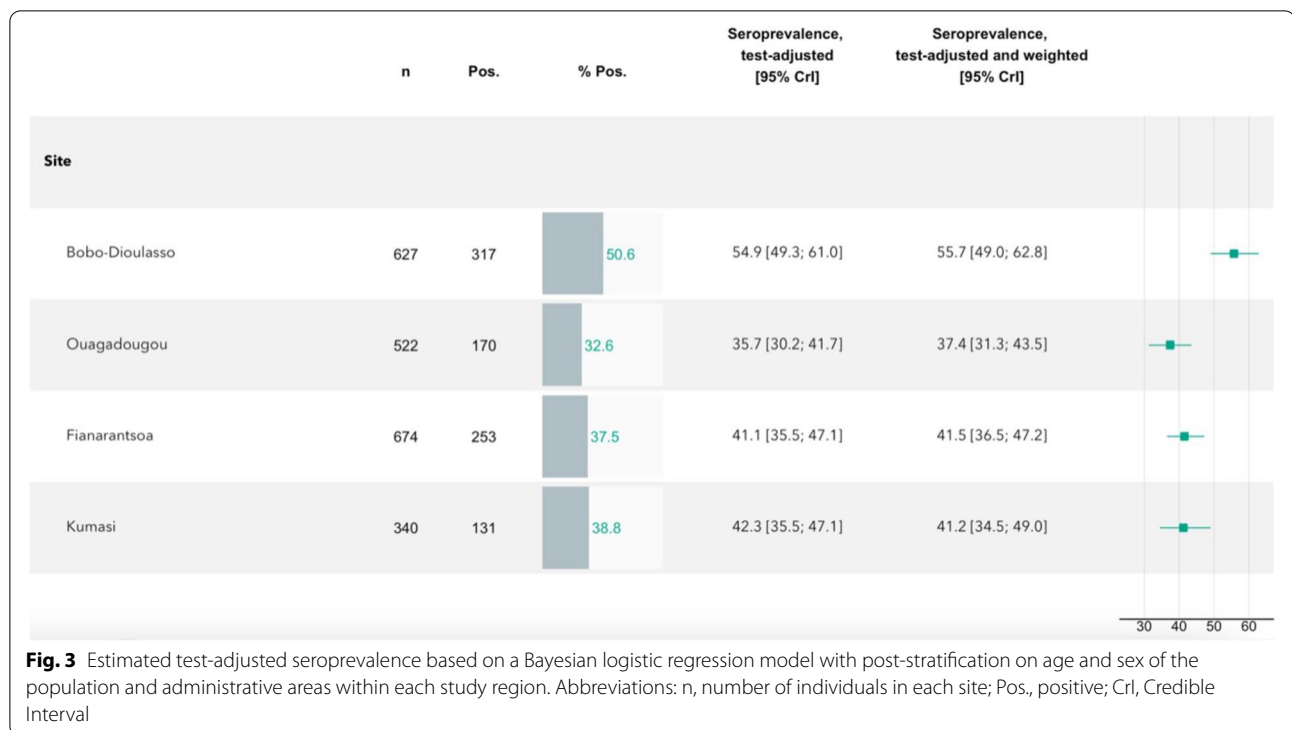 n Pos. % Pos. Seroprevalence, test-adjusted [95% CrI] Seroprevalence, test-adjusted and weighted [95% CrI]
Site
Bobo-Dioulasso 627 317 50.6 54.9 [49.3; 61.0] 55.7 [49.0; 62.8]
Ouagadougou 522 170 32.6 35.7 [30.2; 41.7] 37.4 [31.3; 43.5]
Fianarantsoa 674 253 37.5 41.1 [35.5; 47.1] 41.5 [36.5; 47.2]
Kumasi 340 131 38.8 42.3 [35.5; 47.1] 41.2 [34.5; 49.0]
30 40 50 60
Fig. 3 Estimated test-adjusted seroprevalence based on a Bayesian logistic regression model with post-stratification on age and sex of the
population and administrative areas within each study region. Abbreviations: n, number of individuals in each site; Pos., positive; CrI, Credible
Interval